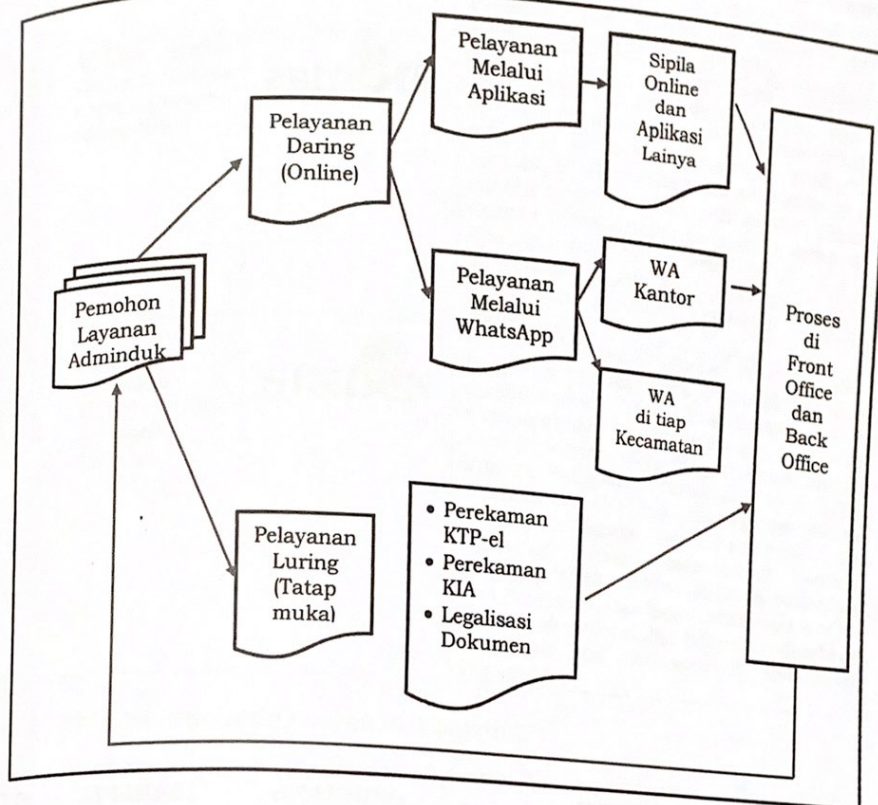 Pelayanan
Melalui
Aplikasi
Sipila
Online
dan
Aplikasi
Lainya
Pelayanan
Daring
(Online)
Pemohon
Layanan
Adminduk
Pelayanan
Melalui
WhatsApp
WA
Kantor
WA
di tiap
Kecamatan
Proses
di
Front
Office
dan
Back
Office
Pelayanan
Luring
(Tatap
muka)
• Perekaman
KTP-el
• Perekaman
KIA
• Legalisasi
Dokumen